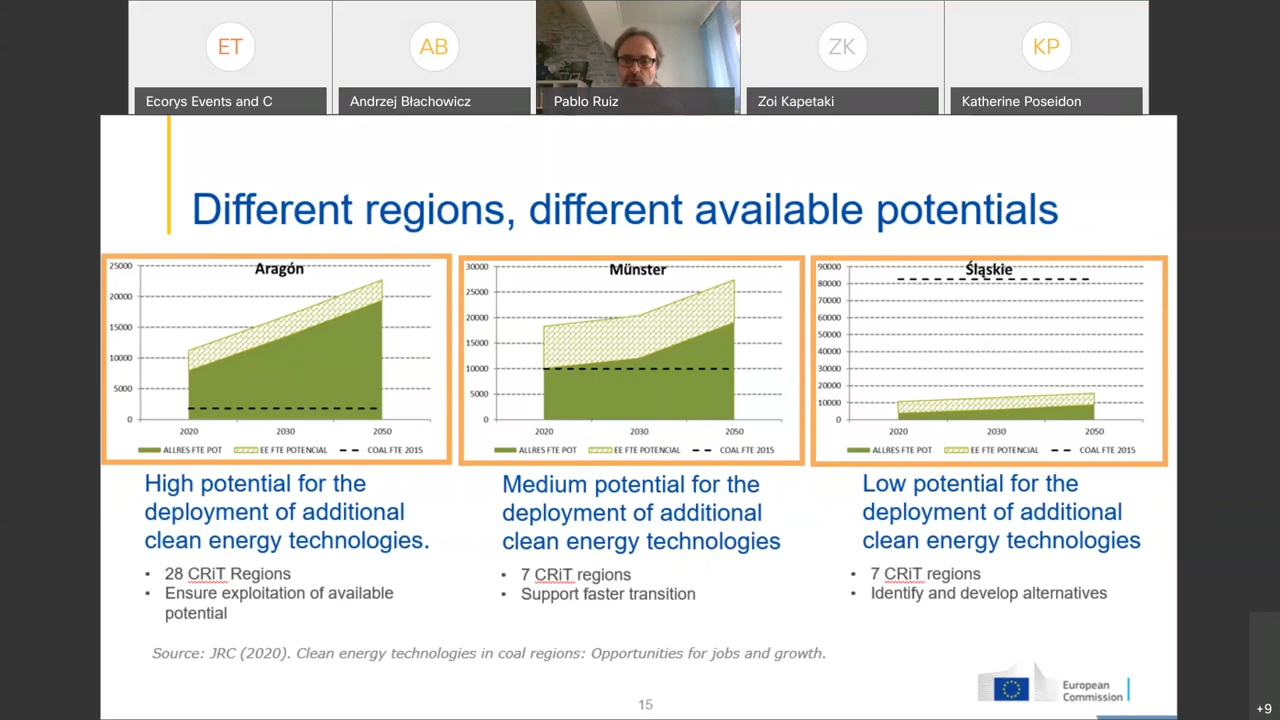 ET
AB
ZK
KP
Ecorys Events and C
Andrzej Błachowicz
Pablo Ruiz
Zoi Kapetaki
Katherine Poseidon
Different regions, different available potentials
Aragón
25000
20000
15000
10000
5000
0
2020
2030
2050
ALLRES FTE POT
EE FTE POTENCIAL
COAL FTE 2015
Münster
30000
25000
20000
15000
10000
5000
0
2020
2030
2050
ALLRES FTE POT
EE FTE POTENCIAL
COAL FTE 2015
Śląskie
90000
80000
70000
60000
50000
40000
30000
20000
10000
0
2020
2030
2050
ALLRES FTE POT
EE FTE POTENCIAL
COAL FTE 2015
High potential for the
deployment of additional
clean energy technologies.
• 28 CRiT Regions
• Ensure exploitation of available
potential
Medium potential for the
deployment of additional
clean energy technologies
• 7 CRiT regions
• Support faster transition
Low potential for the
deployment of additional
clean energy technologies
• 7 CRiT regions
• Identify and develop alternatives
Source: JRC (2020). Clean energy technologies in coal regions: Opportunities for jobs and growth.
15
European
Commission
+9